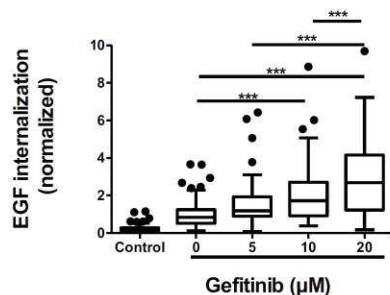 ***
***
***
***
EGF internalization
(normalized)
10
8
6
4
2
0
Control 0 5 10 20
Gefitinib (µM)